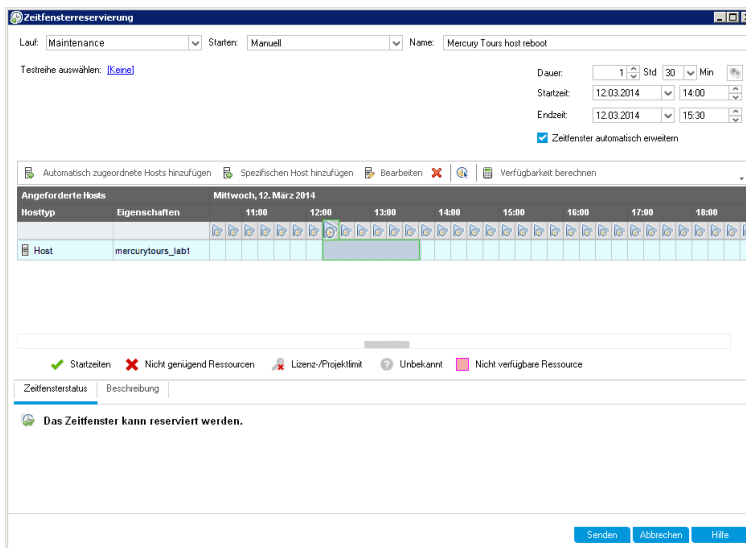 Zeitfensterreservierung
Lauf: Maintenance Starten: Manuell Name: Mercury Tours host reboot
Testreihe auswählen: [Keine]
Dauer: 1 Std 30 Min
Startzeit: 12.03.2014 14:00
Endzeit: 12.03.2014 15:30
Zeitfenster automatisch erweitern
Automatisch zugeordnete Hosts hinzufügen Spezifischen Host hinzufügen Bearbeiten Verfügbarkeit berechnen
Angeforderte Hosts Mittwoch, 12. März 2014
Hosttyp Eigenschaften 11:00 12:00 13:00 14:00 15:00 16:00 17:00 18:00
Host mercurytours_lab1
Startzeiten Nicht genügend Ressourcen Lizenz-/Projektlimit Unbekannt Nicht verfügbare Ressource
Zeitfensterstatus Beschreibung
Das Zeitfenster kann reserviert werden.
Senden Abbrechen Hilfe